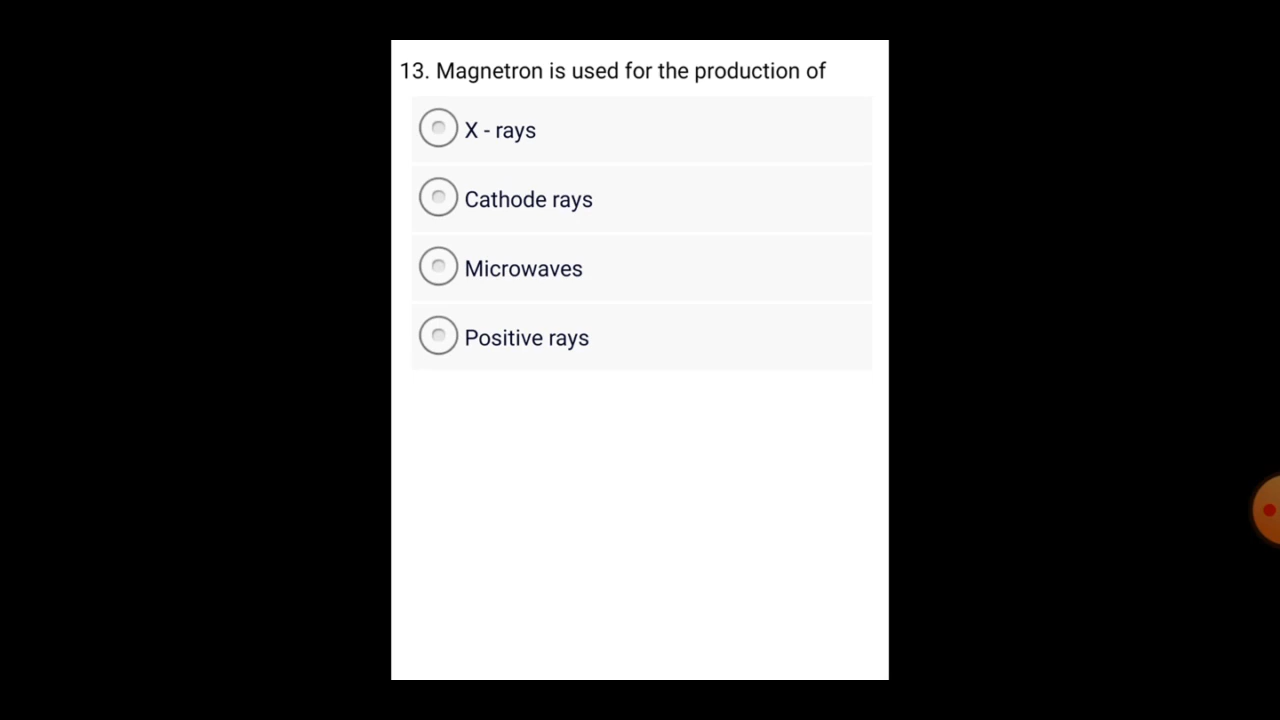 13. Magnetron is used for the production of
X - rays
Cathode rays
Microwaves
Positive rays